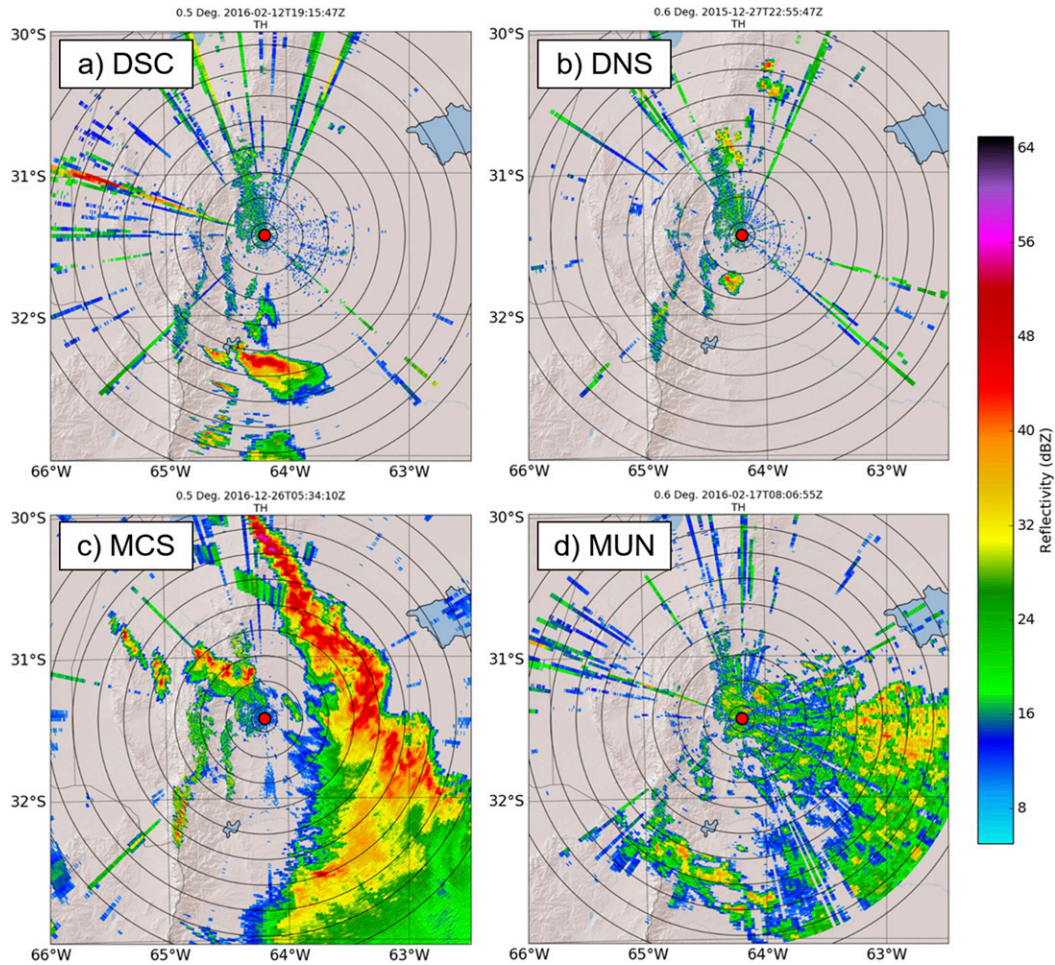 0.5 Deg. 2016-02-12T19:15:47Z
TH
0.6 Deg. 2015-12-27T22:55:47Z
TH
30°S
a) DSC
30°S
b) DNS
31°S
31°S
32°S
32°S
66°W 65°W 64°W 63°W
66°W 65°W 64°W 63°W
0.5 Deg. 2016-12-26T05:34:10Z
TH
0.6 Deg. 2016-02-17T08:06:55Z
TH
30°S
c) MCS
30°S
d) MUN
31°S
31°S
32°S
32°S
66°W 65°W 64°W 63°W
66°W 65°W 64°W 63°W
64
56
48
40
32
24
16
8
Reflectivity (dBZ)